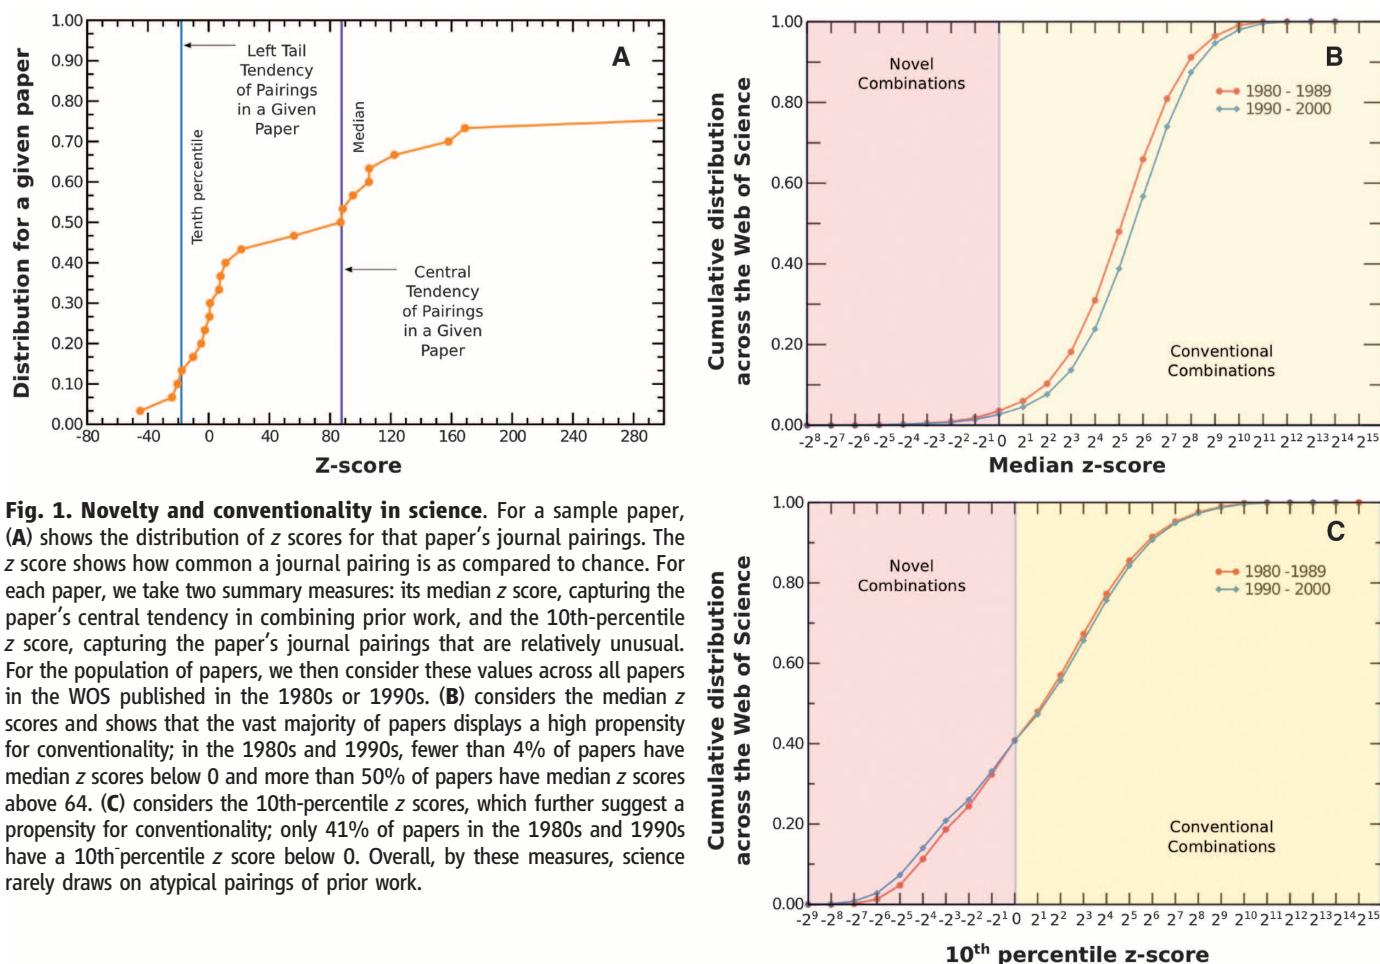 Distribution for a given paper
1.00
0.90
0.80
0.70
0.60
0.50
0.40
0.30
0.20
0.10
0.00
-80
-40
0
40
80
120
160
200
240
280
Z-score
A
Left Tail
Tendency
of Pairings
in a Given
Paper
Tenth percentile
Median
Central
Tendency
of Pairings
in a Given
Paper
Fig. 1. Novelty and conventionality in science. For a sample paper,
(A) shows the distribution of z scores for that paper's journal pairings. The
z score shows how common a journal pairing is as compared to chance. For
each paper, we take two summary measures: its median z score, capturing the
paper's central tendency in combining prior work, and the 10th-percentile
z score, capturing the paper's journal pairings that are relatively unusual.
For the population of papers, we then consider these values across all papers
in the WOS published in the 1980s or 1990s. (B) considers the median z
scores and shows that the vast majority of papers displays a high propensity
for conventionality; in the 1980s and 1990s, fewer than 4% of papers have
median z scores below 0 and more than 50% of papers have median z scores
above 64. (C) considers the 10th-percentile z scores, which further suggest a
propensity for conventionality; only 41% of papers in the 1980s and 1990s
have a 10th-percentile z score below 0. Overall, by these measures, science
rarely draws on atypical pairings of prior work.
Cumulative distribution
across the Web of Science
1.00
0.80
0.60
0.40
0.20
0.00
-2⁸ -2⁷ -2⁶ -2⁵ -2⁴ -2³ -2² -2¹ 0 2¹ 2² 2³ 2⁴ 2⁵ 2⁶ 2⁷ 2⁸ 2⁹ 2¹⁰ 2¹¹ 2¹² 2¹³ 2¹⁴ 2¹⁵
Median z-score
B
Novel
Combinations
1980 - 1989
1990 - 2000
Conventional
Combinations
Cumulative distribution
across the Web of Science
1.00
0.80
0.60
0.40
0.20
0.00
-2⁹ -2⁸ -2⁷ -2⁶ -2⁵ -2⁴ -2³ -2² -2¹ 0 2¹ 2² 2³ 2⁴ 2⁵ 2⁶ 2⁷ 2⁸ 2⁹ 2¹⁰ 2¹¹ 2¹² 2¹³ 2¹⁴ 2¹⁵
10ᵗʰ percentile z-score
C
Novel
Combinations
1980 -1989
1990 - 2000
Conventional
Combinations